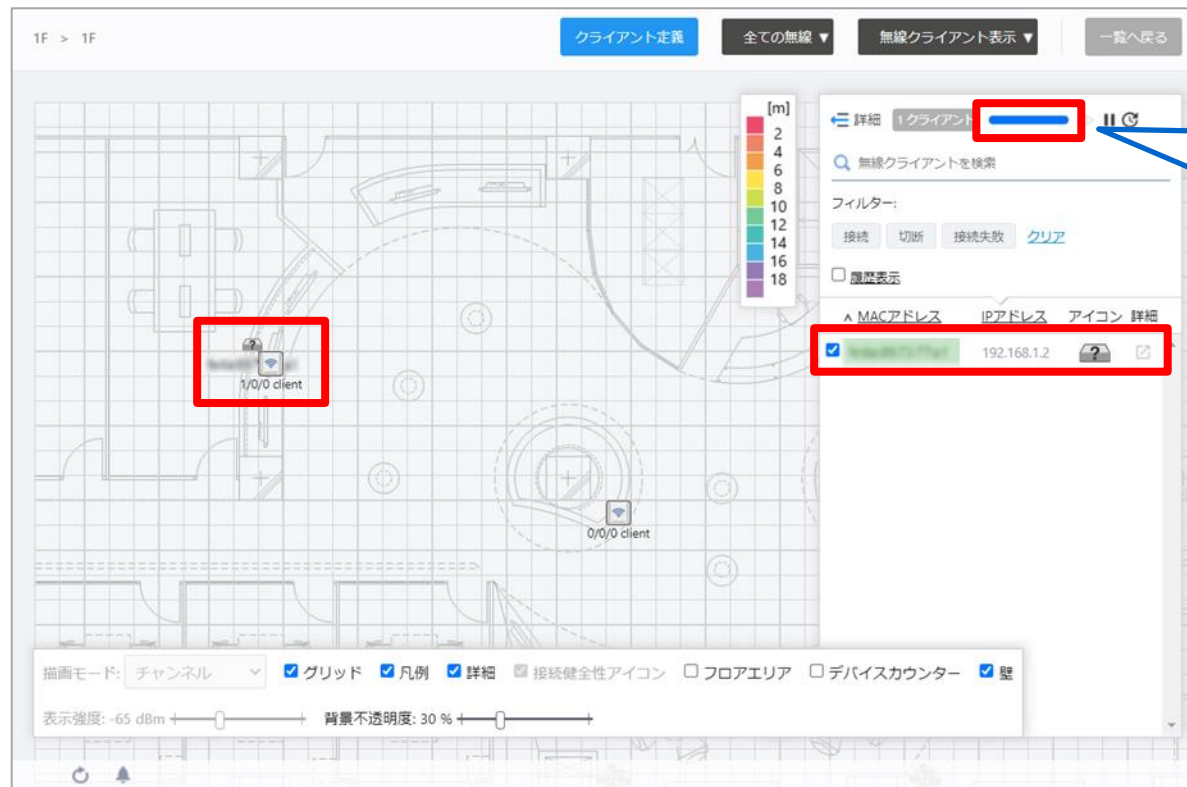 1F > 1F
クライアント定義
全ての無線 ▼
無線クライアント表示 ▼
一覧へ戻る
[m]
2
4
6
8
10
12
14
16
18
詳細
1 クライアント
無線クライアントを検索
フィルター:
接続 切断 接続失敗 クリア
履歴表示
∧ MACアドレス IPアドレス アイコン 詳細
192.168.1.2
1/0/0 client
0/0/0 client
描画モード: チャンネル グリッド 凡例 詳細 接続健全性アイコン フロアエリア デバイスカウンター 壁
表示強度: -65 dBm 背景不透明度: 30 %